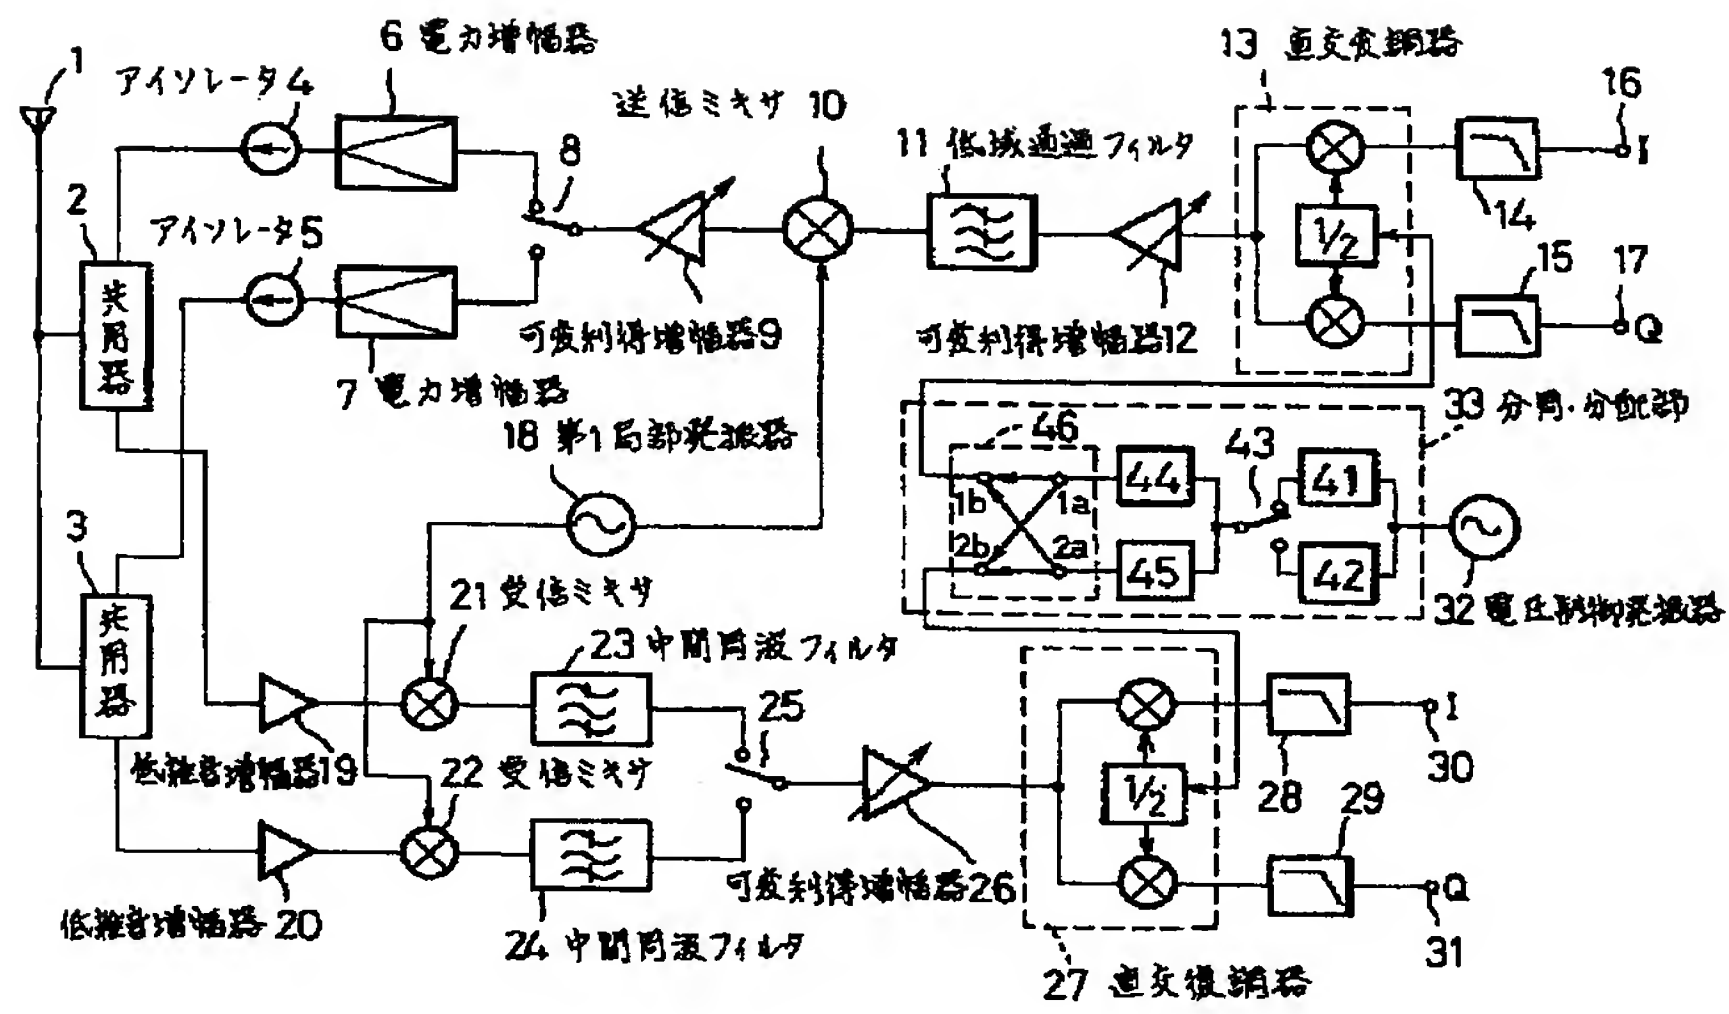 1
アイソレータ4
6 電力増幅器
送信ミキサ 10
13 直交変調器
16
I
8
11 低域通過フィルタ
14
2
アイソレータ5
1/2
15
17
Q
共用器
可変利得増幅器9
可変利得増幅器12
7 電力増幅器
33 分周・分配部
18 第1局部発振器
46
43
44
41
1b
1a
2b
2a
45
42
3
共用器
21 受信ミキサ
32 電圧制御発振器
23 中間周波フィルタ
25
I
低雑音増幅器19
22 受信ミキサ
1/2
28
30
29
可変利得増幅器26
Q
低雑音増幅器20
24 中間周波フィルタ
31
27 直交復調器